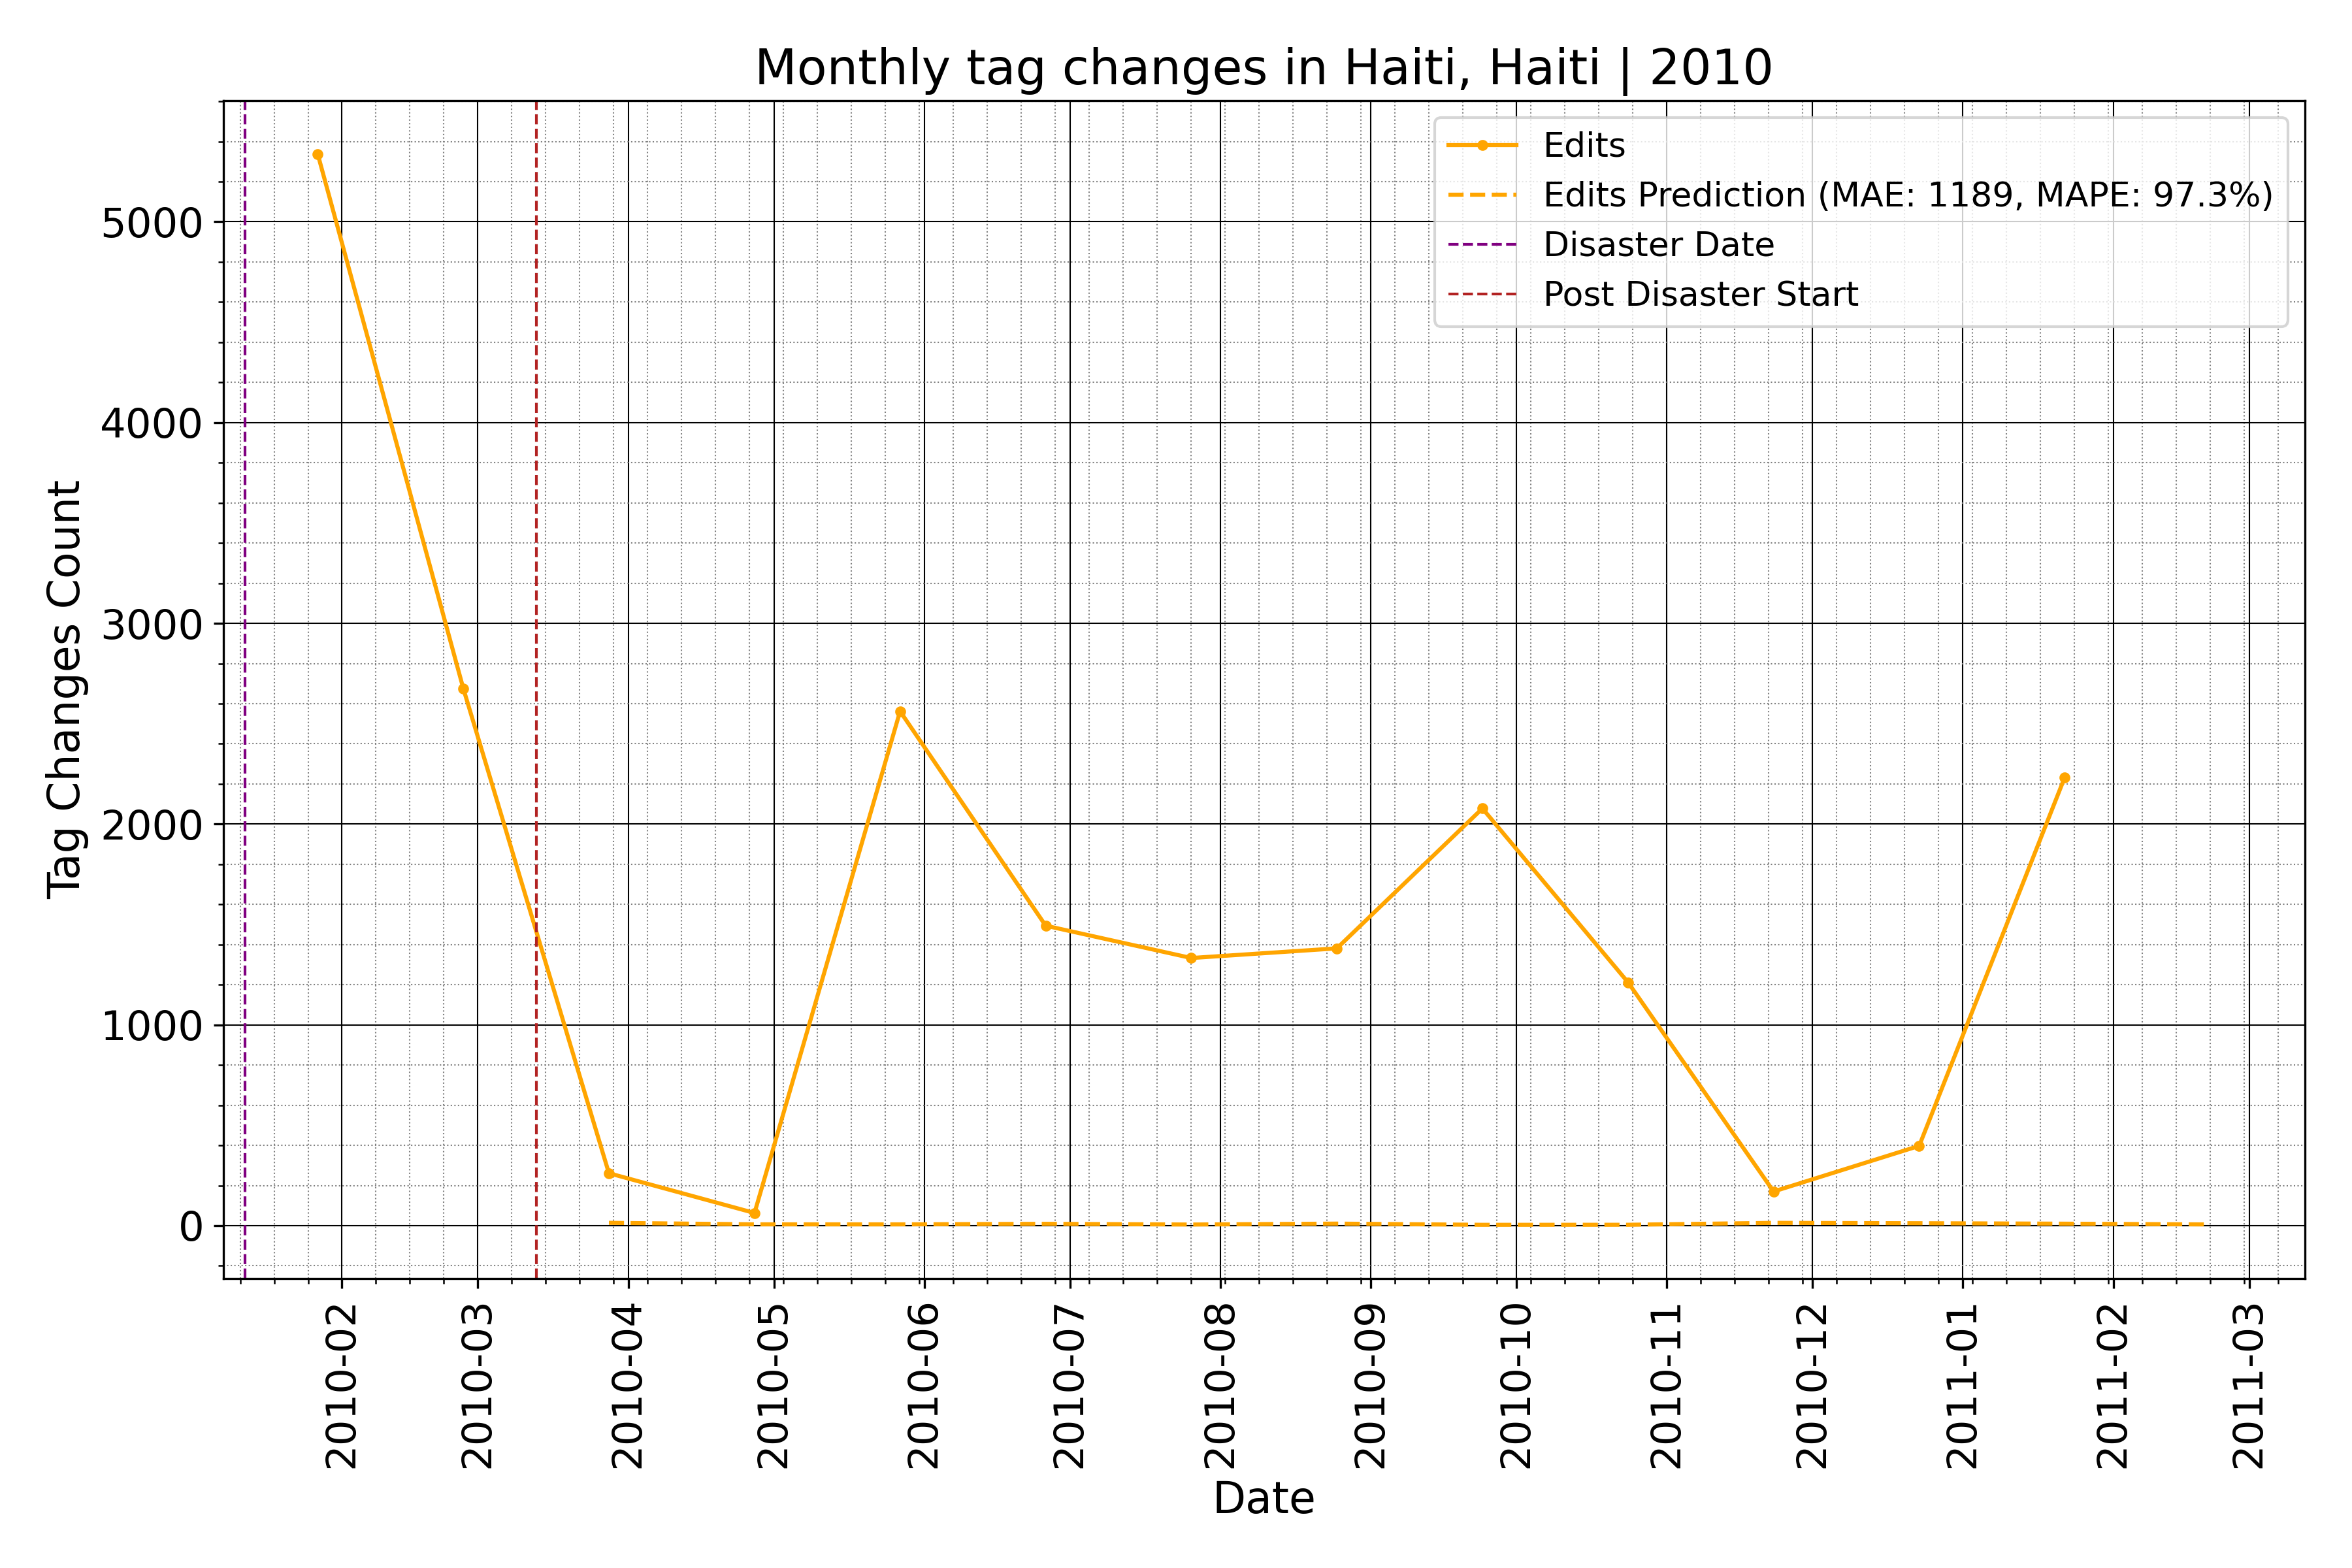 Monthly tag changes in Haiti, Haiti | 2010
Edits
Edits Prediction (MAE: 1189, MAPE: 97.3%)
Disaster Date
Post Disaster Start
Tag Changes Count
5000
4000
3000
2000
1000
0
2010-02
2010-03
2010-04
2010-05
2010-06
2010-07
2010-08
2010-09
2010-10
2010-11
2010-12
2011-01
2011-02
2011-03
Date